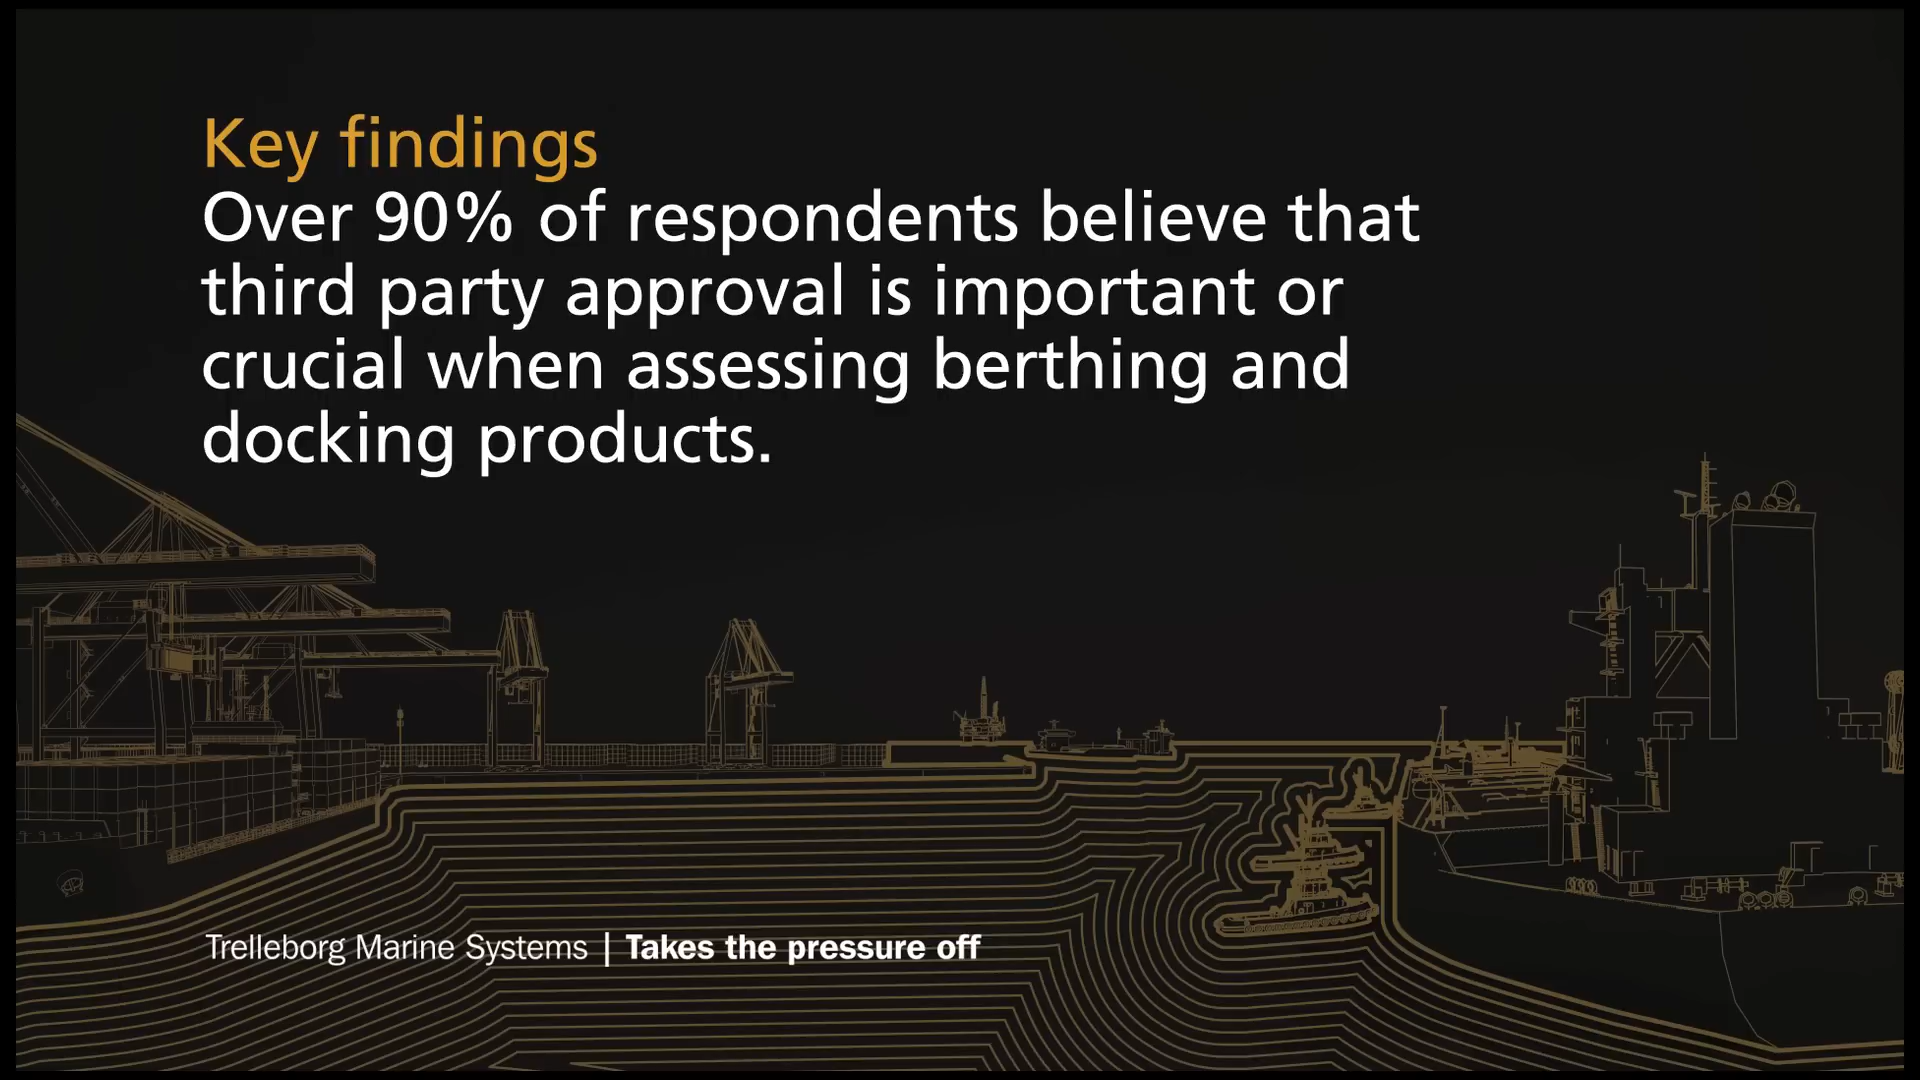 Key findings
Over 90% of respondents believe that
third party approval is important or
crucial when assessing berthing and
docking products.
Trelleborg Marine Systems | Takes the pressure off